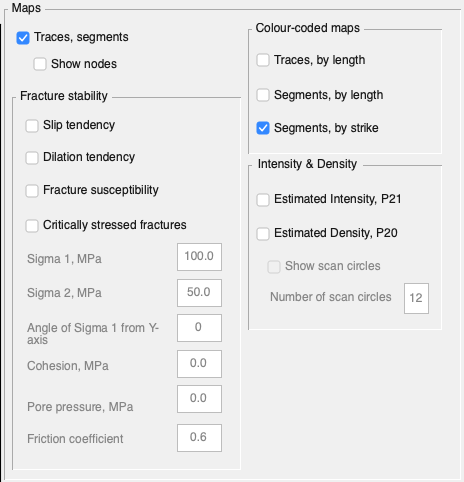 Maps
Traces, segments
Show nodes
Fracture stability
Slip tendency
Dilation tendency
Fracture susceptibility
Critically stressed fractures
Sigma 1, MPa 100.0
Sigma 2, MPa 50.0
Angle of Sigma 1 from Y-
axis 0
Cohesion, MPa 0.0
Pore pressure, MPa 0.0
Friction coefficient 0.6
Colour-coded maps
Traces, by length
Segments, by length
Segments, by strike
Intensity & Density
Estimated Intensity, P21
Estimated Density, P20
Show scan circles
Number of scan circles 12